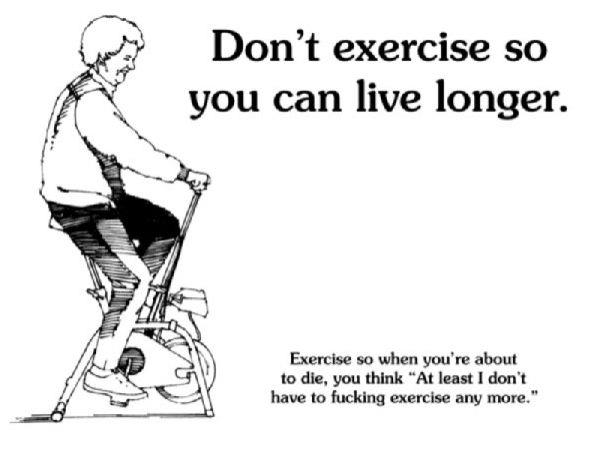 Don't exercise so
you can live longer.
Exercise so when you're about
to die, you think “At least I don't
have to fucking exercise any more.”